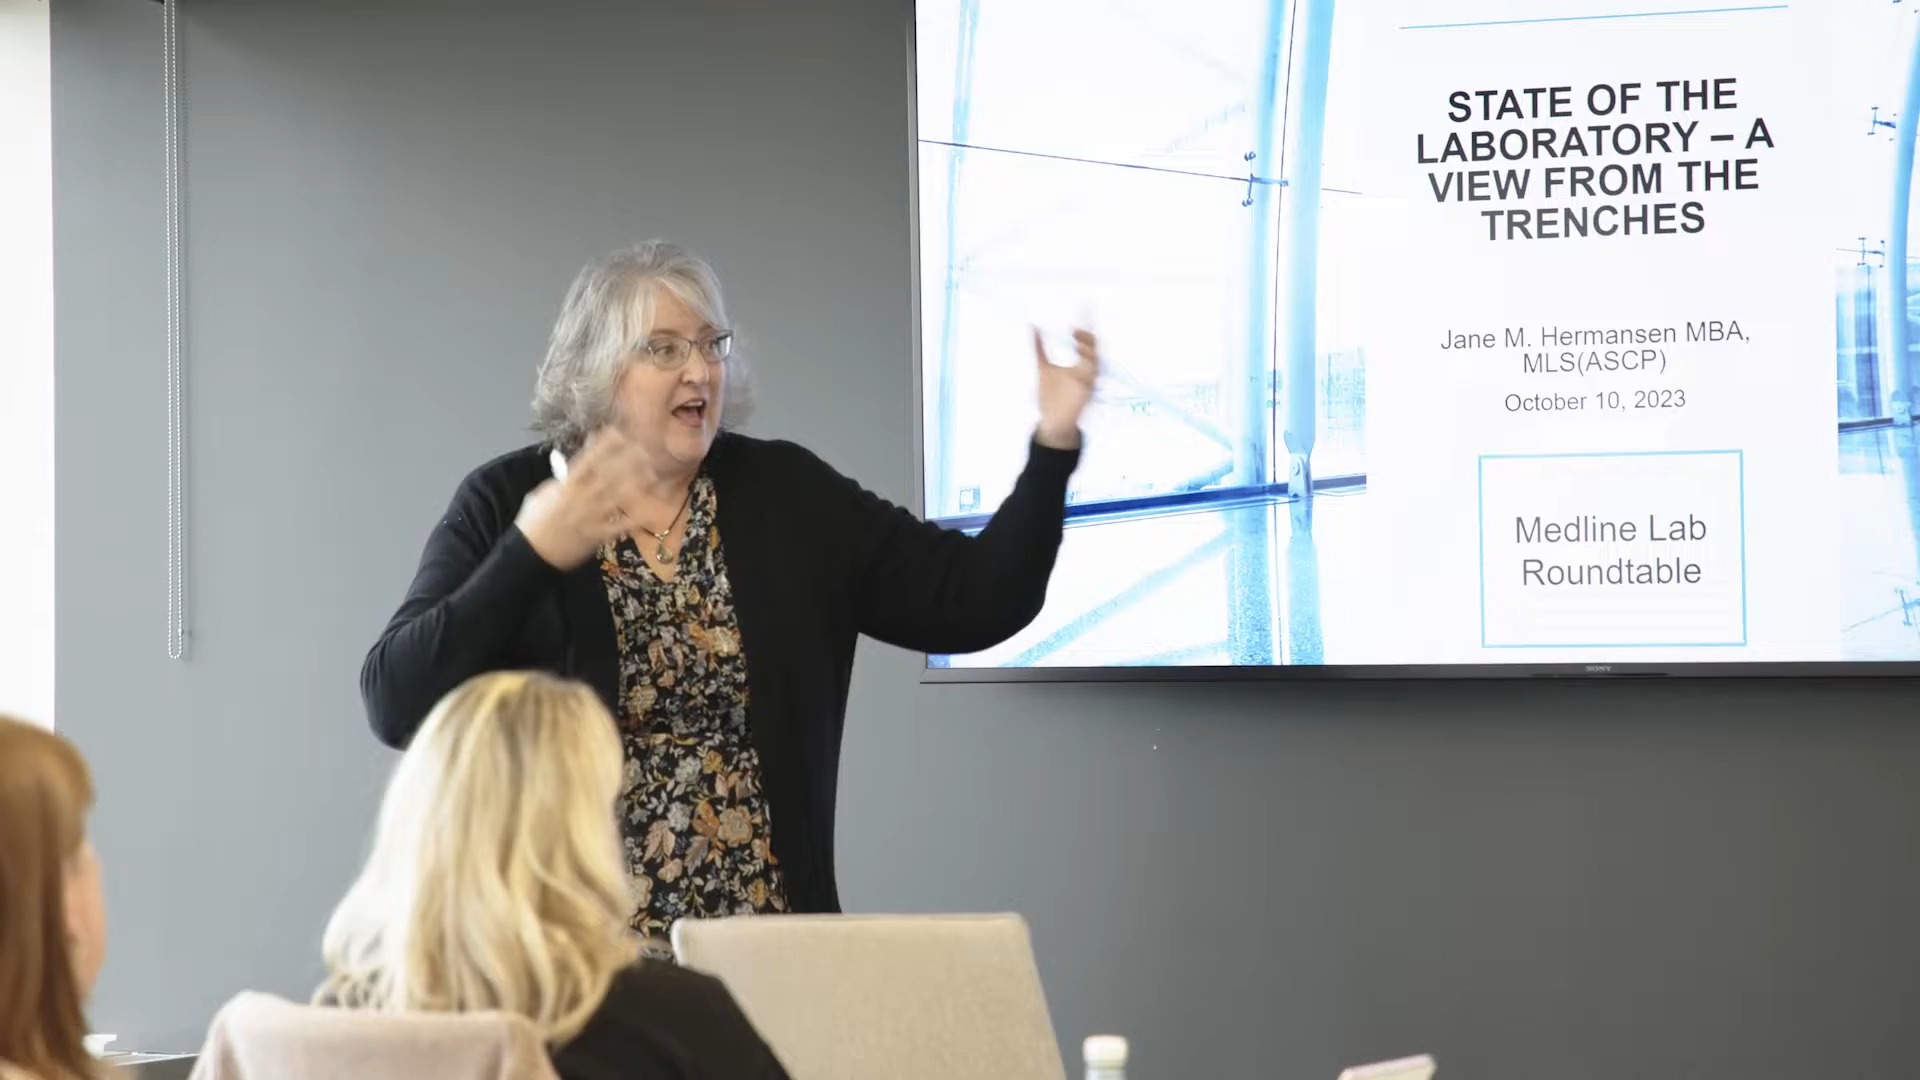 STATE OF THE
LABORATORY – A
VIEW FROM THE
TRENCHES
Jane M. Hermansen MBA,
MLS(ASCP)
October 10, 2023
Medline Lab
Roundtable
SONY